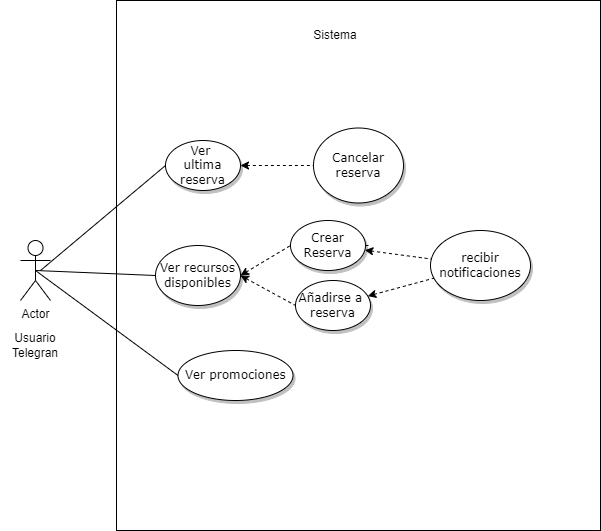 Sistema
Ver
ultima
reserva
Cancelar
reserva
Crear
Reserva
recibir
notificaciones
Ver recursos
disponibles
Añadirse a
reserva
Actor
Usuario
Telegran
Ver promociones